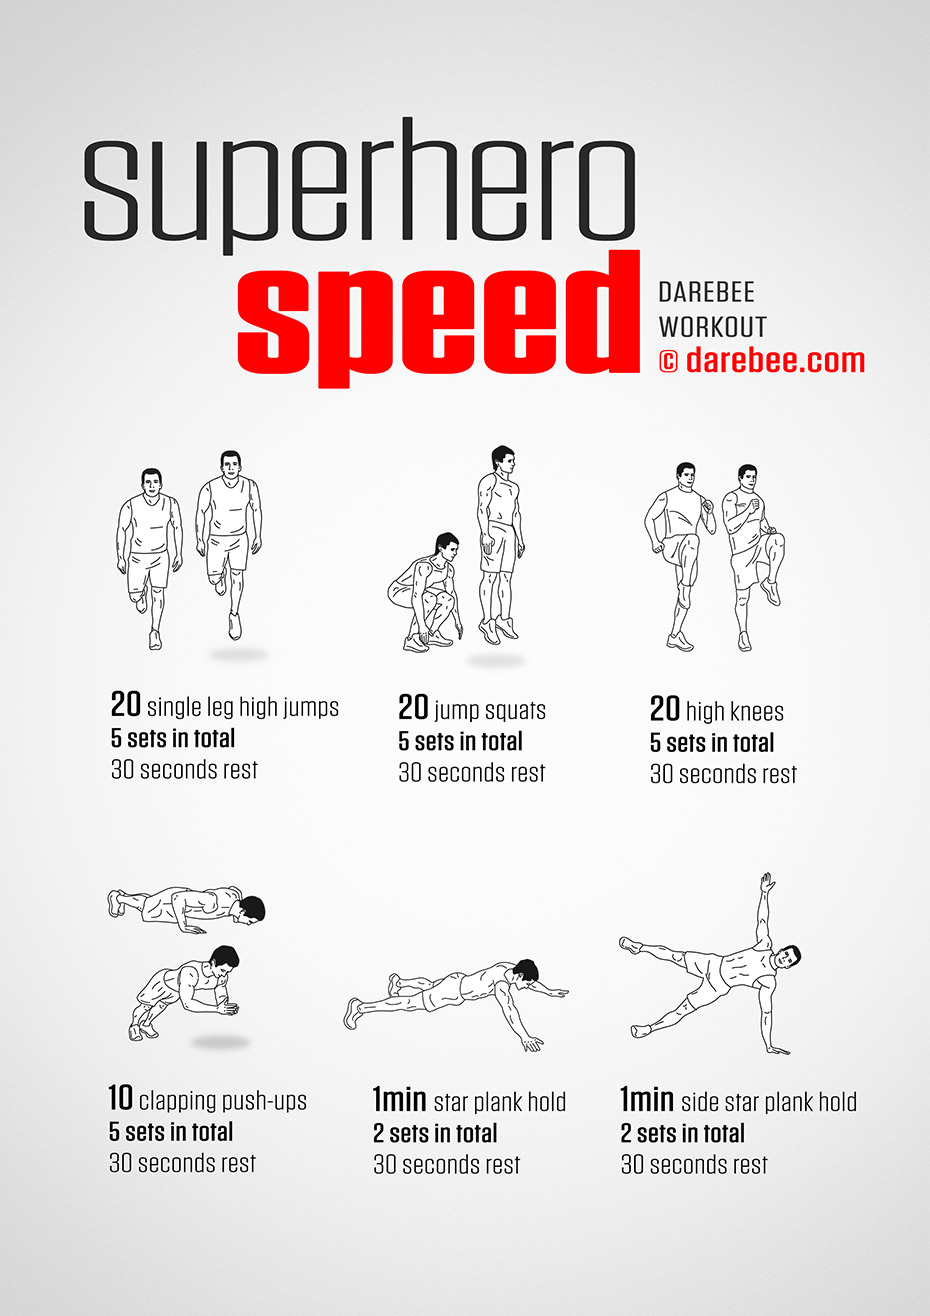 superhero
speed
DAREBEE
WORKOUT
© darebee.com
20 single leg high jumps
5 sets in total
30 seconds rest
20 jump squats
5 sets in total
30 seconds rest
20 high knees
5 sets in total
30 seconds rest
10 clapping push-ups
5 sets in total
30 seconds rest
1min star plank hold
2 sets in total
30 seconds rest
1min side star plank hold
2 sets in total
30 seconds rest